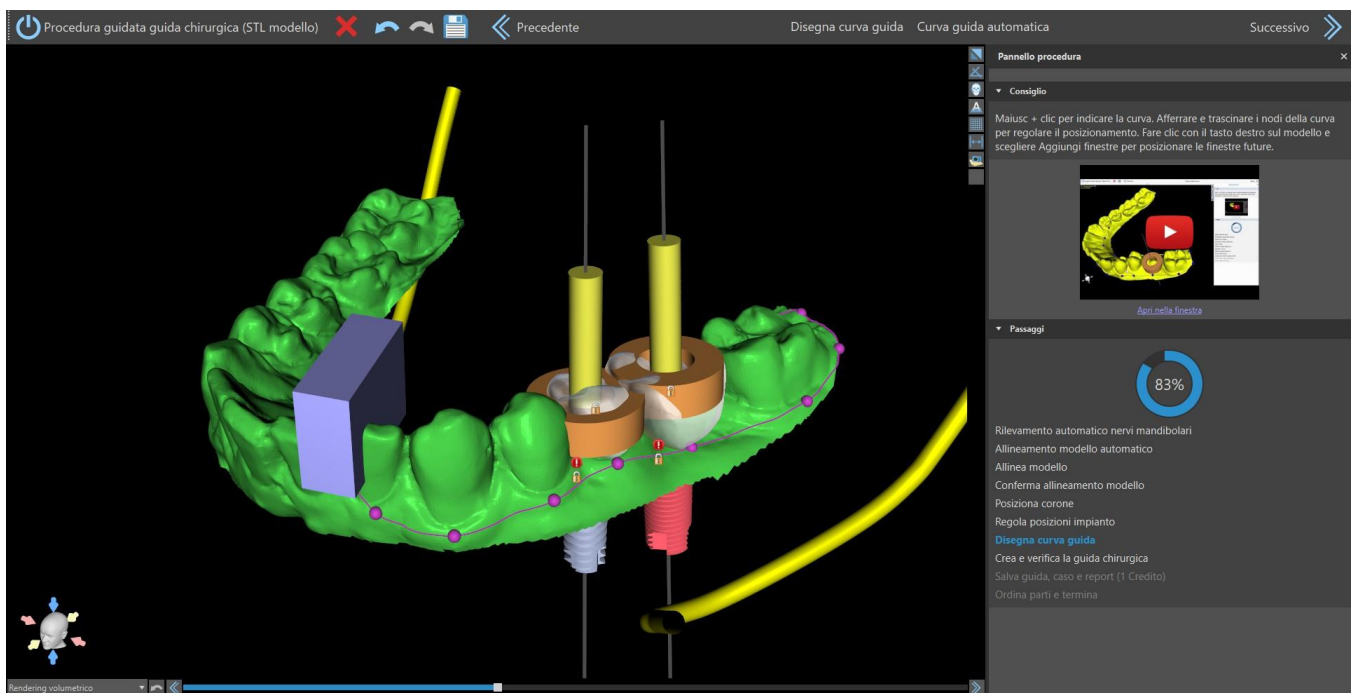 Procedura guidata guida chirurgica (STL modello)
Precedente
Disegna curva guida
Curva guida automatica
Successivo
Pannello procedura
Consiglio
Maiusc + clic per indicare la curva. Afferrare e trascinare i nodi della curva
per regolare il posizionamento. Fare clic con il tasto destro sul modello e
scegliere Aggiungi finestre per posizionare le finestre future.
Apri nella finestra
Passaggi
83%
Rilevamento automatico nervi mandibolari
Allineamento modello automatico
Allinea modello
Conferma allineamento modello
Posiziona corone
Regola posizioni impianto
Disegna curva guida
Crea e verifica la guida chirurgica
Salva guida, caso e report (1 Credito)
Ordina parti e termina
Rendering volumetrico